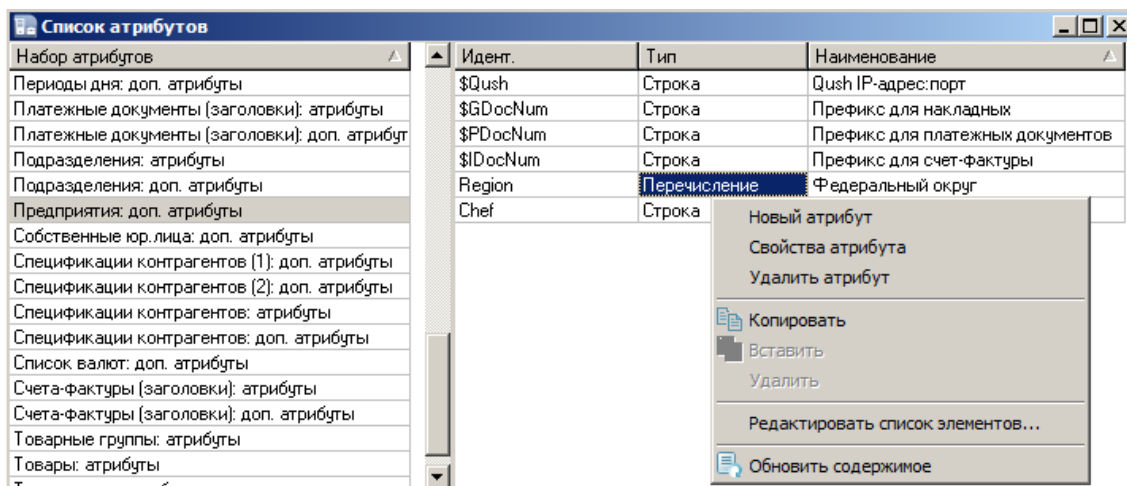 Список атрибутов
Набор атрибутов
Периоды дня: доп. атрибуты
Платежные документы (заголовки): атрибуты
Платежные документы (заголовки): доп. атрибут
Подразделения: атрибуты
Подразделения: доп. атрибуты
Предприятия: доп. атрибуты
Собственные юр.лица: доп. атрибуты
Спецификации контрагентов (1): доп. атрибуты
Спецификации контрагентов (2): доп. атрибуты
Спецификации контрагентов: атрибуты
Спецификации контрагентов: доп. атрибуты
Список валют: доп. атрибуты
Счета-фактуры (заголовки): атрибуты
Счета-фактуры (заголовки): доп. атрибуты
Товарные группы: атрибуты
Товары: атрибуты
Идент. Тип Наименование
$Qush Строка Qush IP-адрес:порт
$GDocNum Строка Префикс для накладных
$PDocNum Строка Префикс для платежных документов
$IDocNum Строка Префикс для счет-фактуры
Region Перечисление Федеральный округ
Chef Строка
Новый атрибут
Свойства атрибута
Удалить атрибут
Копировать
Вставить
Удалить
Редактировать список элементов...
Обновить содержимое